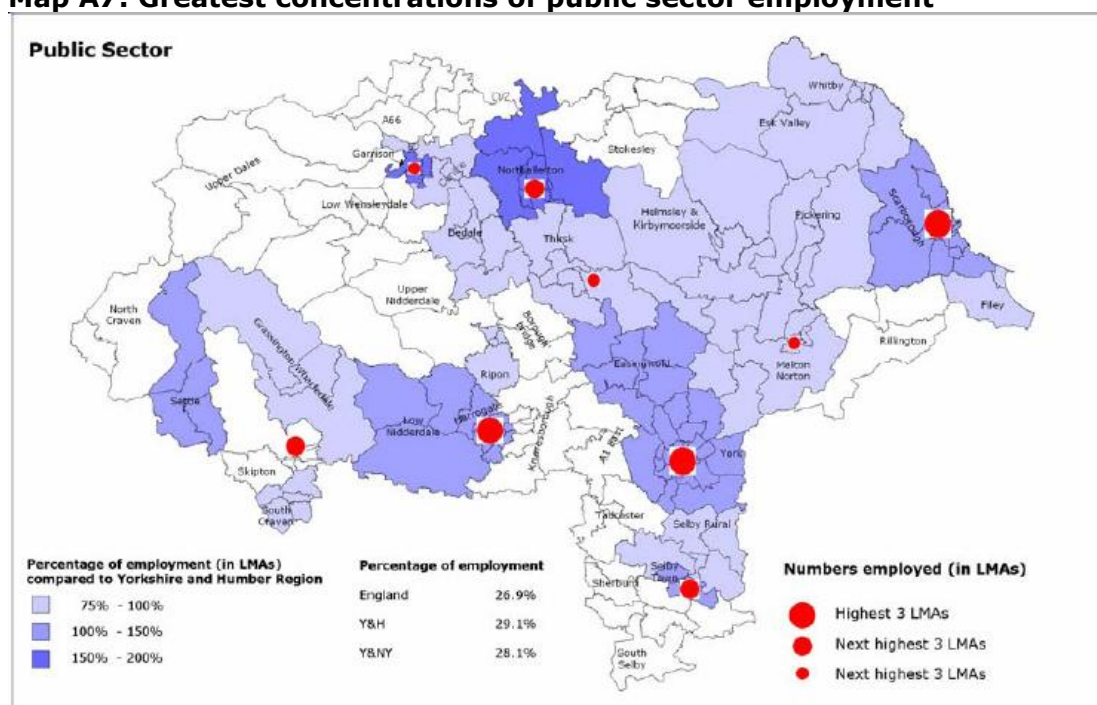 Map A7: Greatest concentrations of public sector employment
Public Sector
Whitby
A66
Esk Valley
Garrison
Stokesley
Upper Dales
Northallerton
Low Wensleydale
Helmsley &
Kirbymoorside
Pickering
Scarborough
Bedale
Thirsk
North
Craven
Upper
Nidderdale
Filey
Borough
Bridge
Rillington
Grassington/Wharfedale
Easingwold
Malton
Norton
Ripon
Settle
Harrogate
Low
Nidderdale
Knaresborough
A1 East
York
Skipton
South
Craven
Tadcaster
Selby Rural
Selby
Town
Sherburn
South
Selby
Percentage of employment (in LMAs)
compared to Yorkshire and Humber Region
75% - 100%
100% - 150%
150% - 200%
Percentage of employment
England 26.9%
Y&H 29.1%
Y&NY 28.1%
Numbers employed (in LMAs)
Highest 3 LMAs
Next highest 3 LMAs
Next highest 3 LMAs